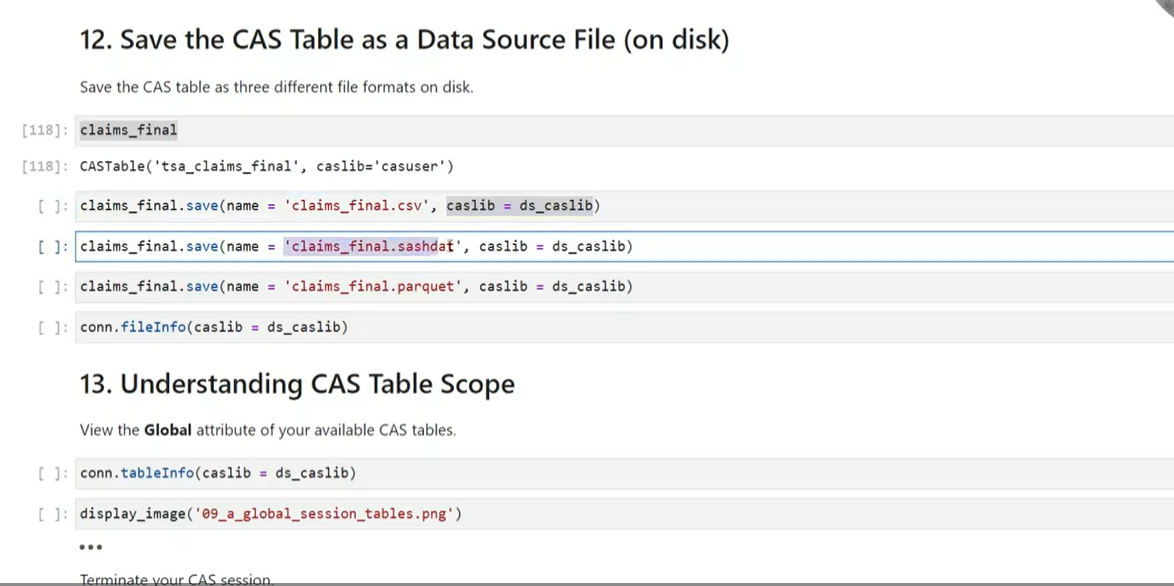 12. Save the CAS Table as a Data Source File (on disk)
Save the CAS table as three different file formats on disk.
[118]: claims_final
[118]: CASTable('tsa_claims_final', caslib='casuser')
[ ]: claims_final.save(name = 'claims_final.csv', caslib = ds_caslib)
[ ]: claims_final.save(name = 'claims_final.sashdat', caslib = ds_caslib)
[ ]: claims_final.save(name = 'claims_final.parquet', caslib = ds_caslib)
[ ]: conn.fileInfo(caslib = ds_caslib)
13. Understanding CAS Table Scope
View the Global attribute of your available CAS tables.
[ ]: conn.tableInfo(caslib = ds_caslib)
[ ]: display_image('09_a_global_session_tables.png')
•••
Terminate your CAS session.